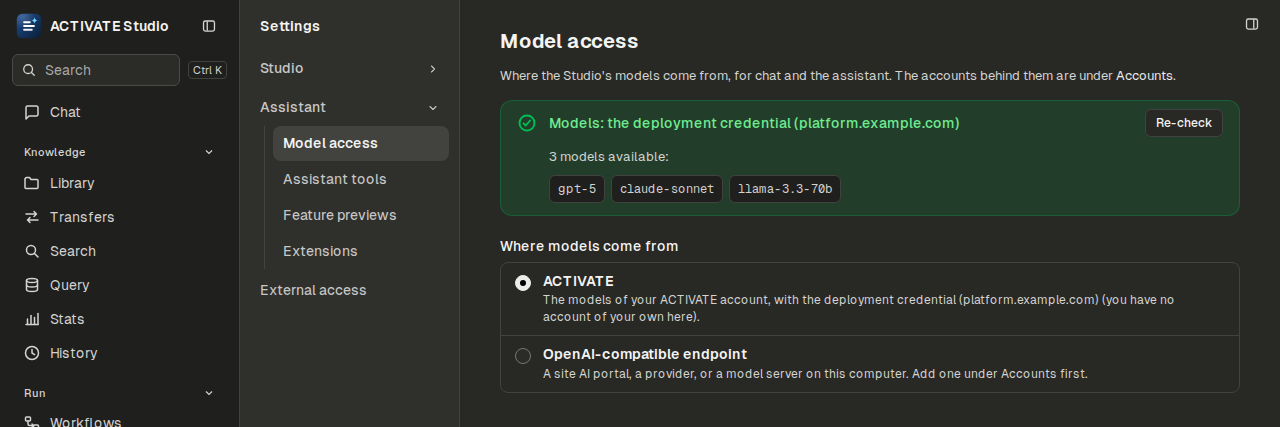 ACTIVATE Studio
Search
Ctrl K
Chat
Knowledge
Library
Transfers
Search
Query
Stats
History
Run
Workflows
Settings
Studio
Assistant
Model access
Assistant tools
Feature previews
Extensions
External access
Model access
Where the Studio's models come from, for chat and the assistant. The accounts behind them are under Accounts.
Models: the deployment credential (platform.example.com)
Re-check
3 models available:
gpt-5
claude-sonnet
llama-3.3-70b
Where models come from
ACTIVATE
The models of your ACTIVATE account, with the deployment credential (platform.example.com) (you have no
account of your own here).
OpenAI-compatible endpoint
A site AI portal, a provider, or a model server on this computer. Add one under Accounts first.